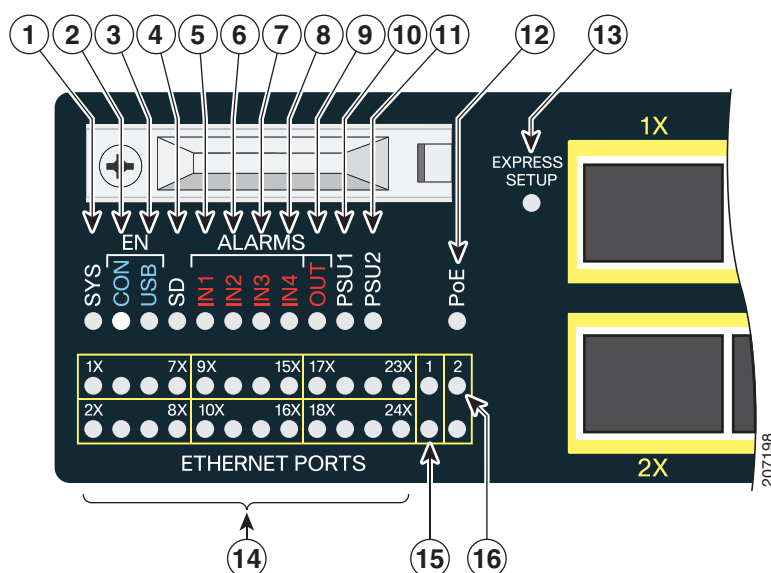 1 2 3 4 5 6 7 8 9 10 11 12 13
1X
EXPRESS
SETUP
EN ALARMS
SYS CON USB SD IN1 IN2 IN3 IN4 OUT PSU1 PSU2 PoE
1X 7X 9X 15X 17X 23X 1 2
2X 8X 10X 16X 18X 24X
ETHERNET PORTS
2X
207198
14 15 16